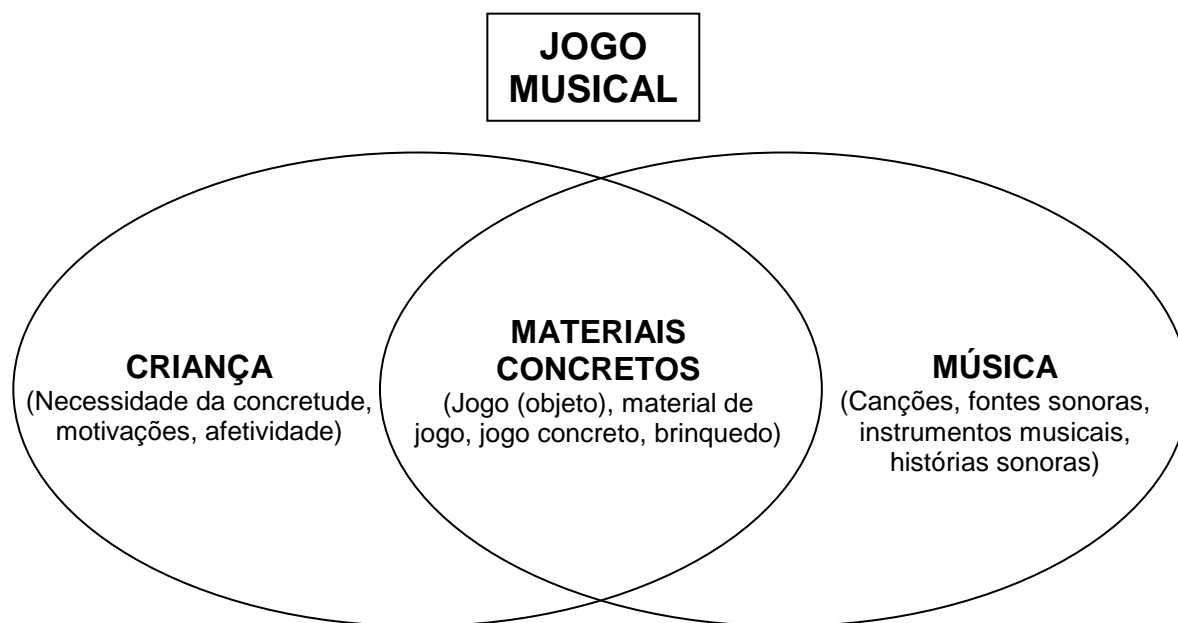 JOGO
MUSICAL
CRIANÇA
(Necessidade da concretude,
motivações, afetividade)
MATERIAIS
CONCRETOS
(Jogo (objeto), material de
jogo, jogo concreto, brinquedo)
MÚSICA
(Canções, fontes sonoras,
instrumentos musicais,
histórias sonoras)